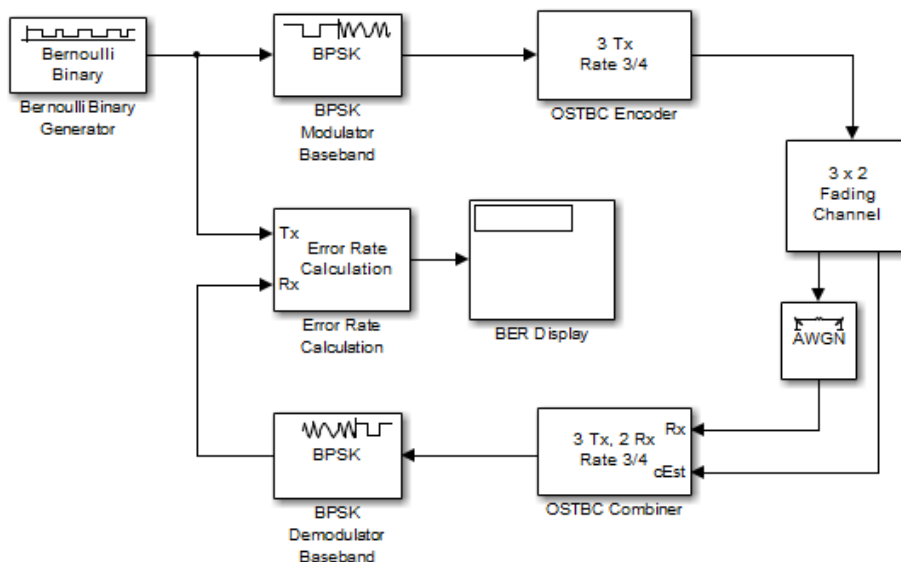 Bernoulli
Binary
Bernoulli Binary
Generator
BPSK
BPSK
Modulator
Baseband
3 Tx
Rate 3/4
OSTBC Encoder
3 x 2
Fading
Channel
Tx
Rx
Error Rate
Calculation
Error Rate
Calculation
BER Display
AWGN
BPSK
BPSK
Demodulator
Baseband
3 Tx, 2 Rx
Rate 3/4
Rx
cEst
OSTBC Combiner